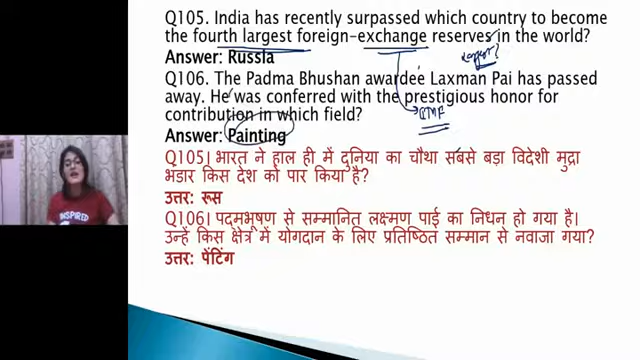 Q105. India has recently surpassed which country to become
the fourth largest foreign-exchange reserves in the world?
Answer: Russia
Q106. The Padma Bhushan awardee Laxman Pai has passed
away. He was conferred with the prestigious honor for
contribution in which field?
Answer: Painting
Q105। भारत ने हाल ही में दुनिया का चौथा सबसे बड़ा विदेशी मुद्रा
भंडार किस देश को पार किया है?
उत्तर: रूस
Q106। पद्मभूषण से सम्मानित लक्ष्मण पाई का निधन हो गया है।
उन्हें किस क्षेत्र में योगदान के लिए प्रतिष्ठित सम्मान से नवाजा गया?
उत्तर: पेंटिंग
INSPIRED